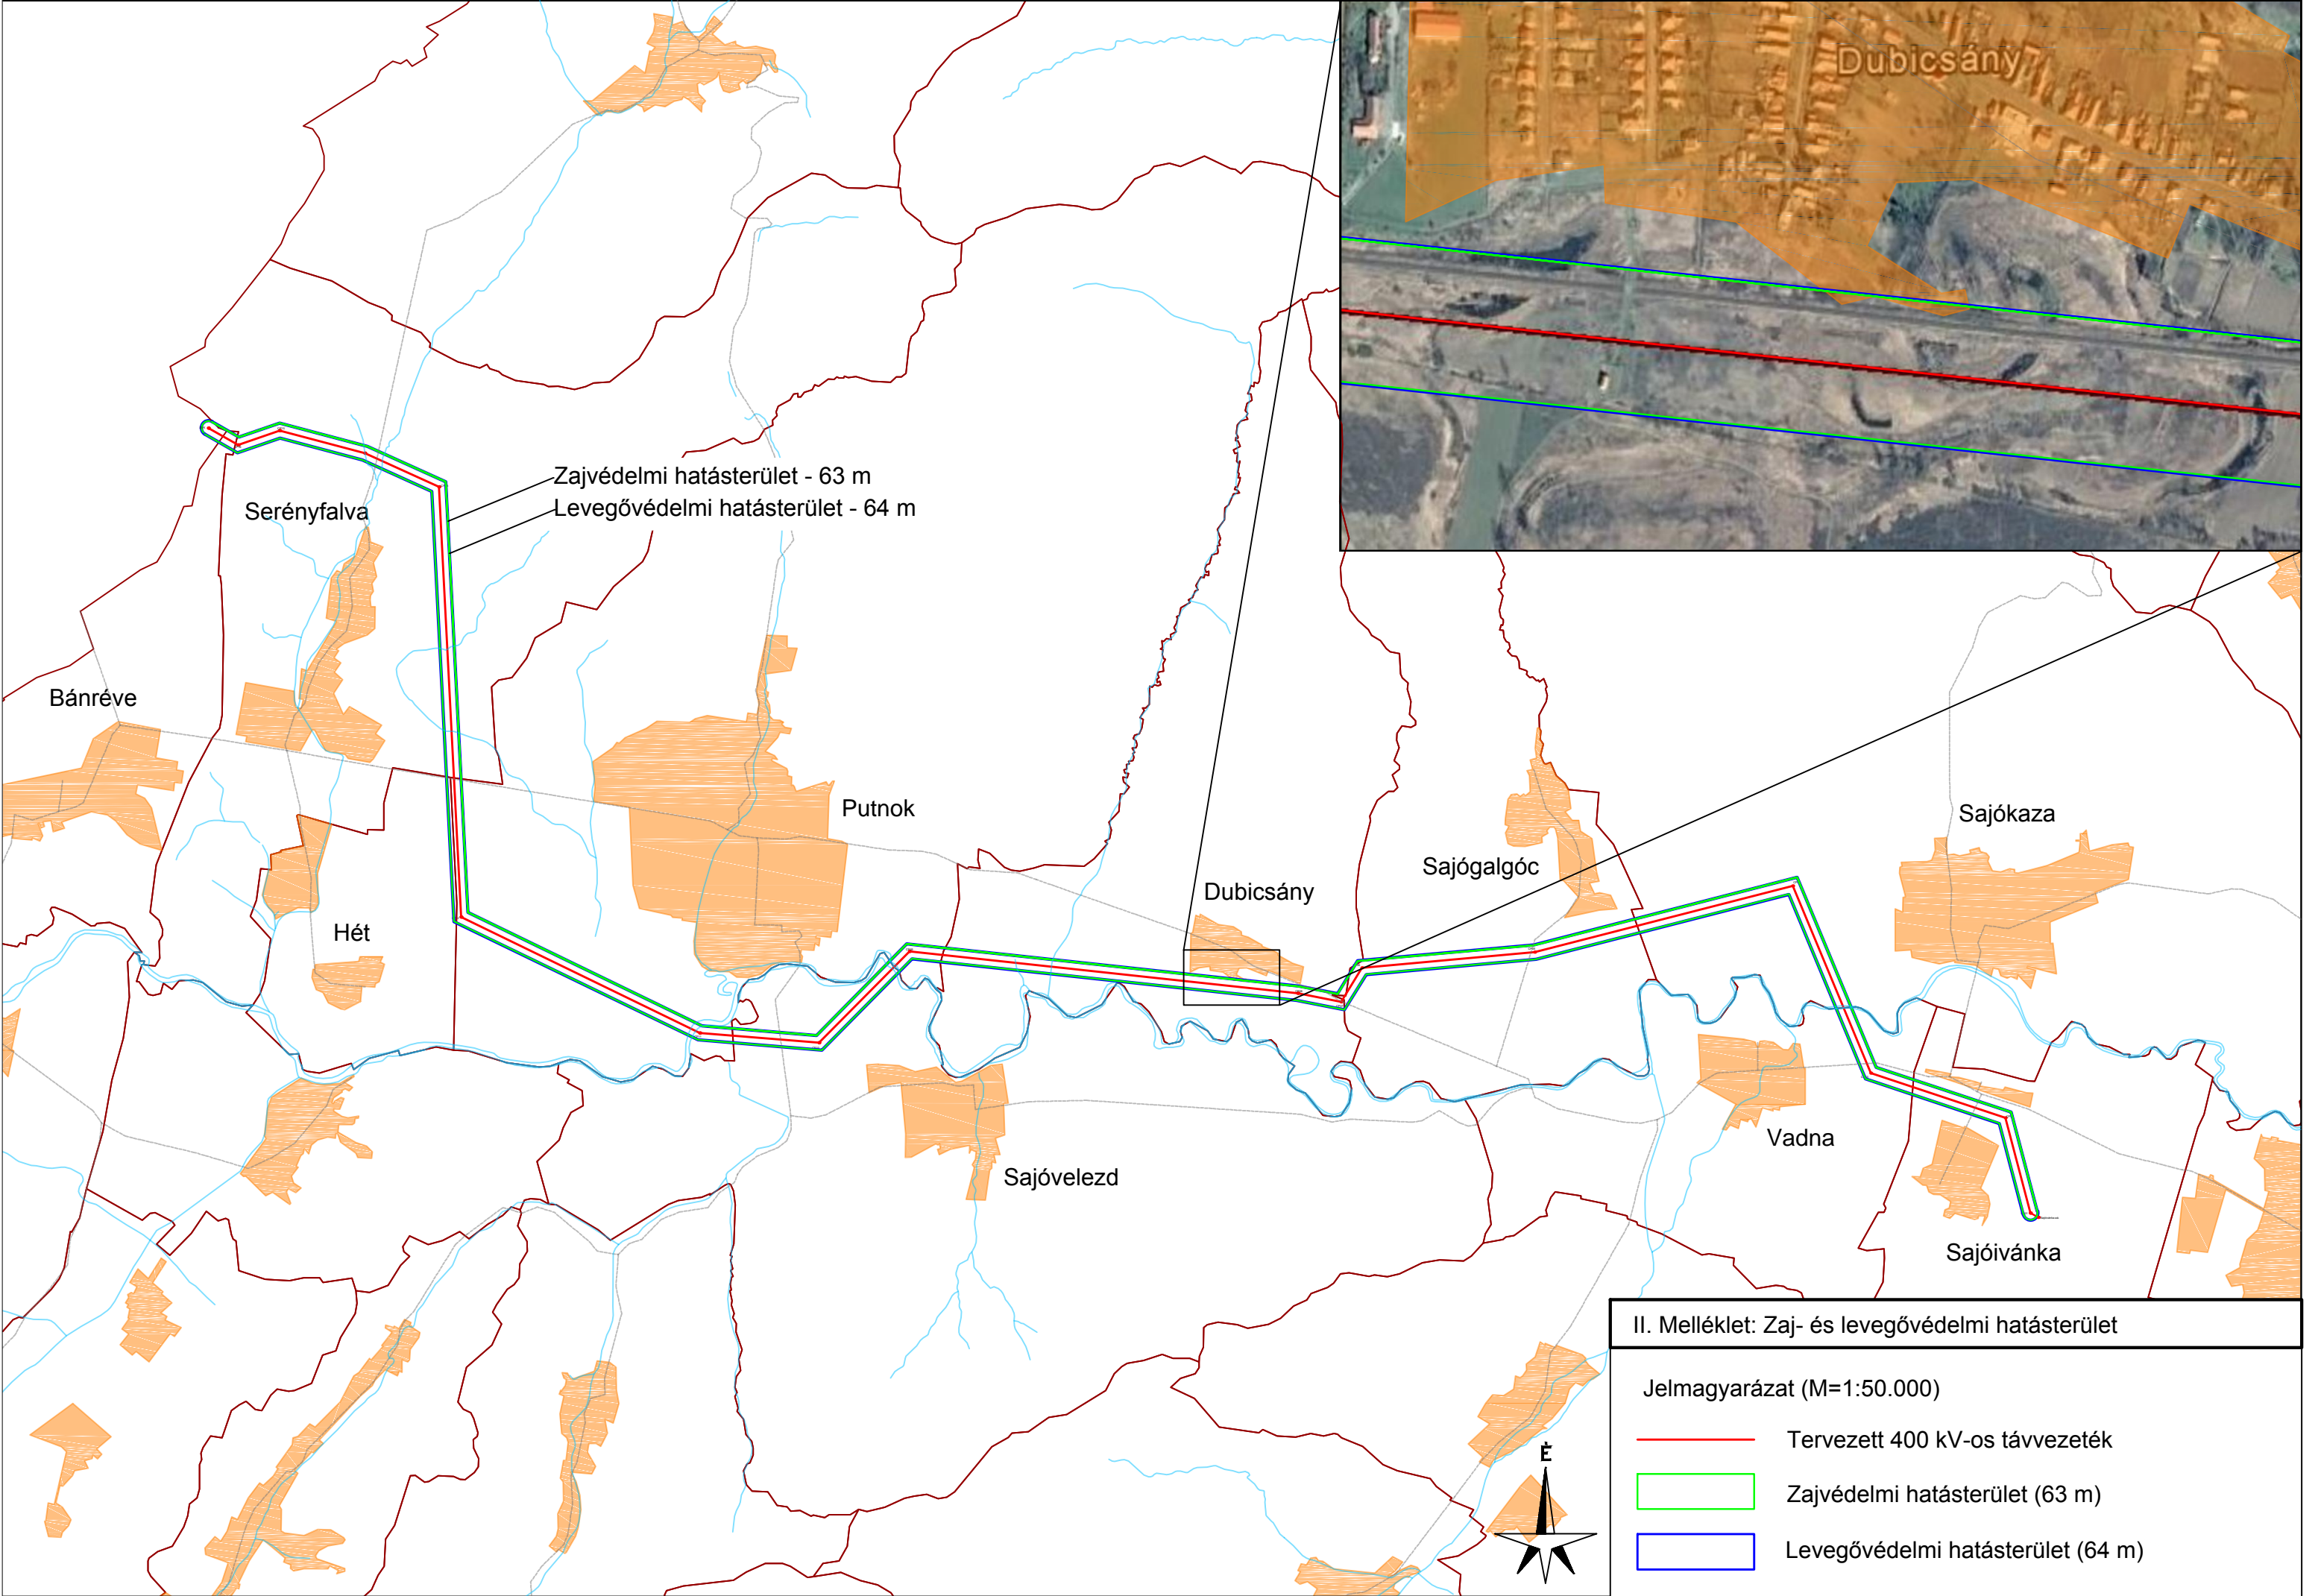 Dubicsány
Zajvédelmi hatásterület - 63 m
Levegővédelmi hatásterület - 64 m
Serényfalva
Bánréve
Putnok
Sajókaza
Sajógalgóc
Dubicsány
Hét
Vadna
Sajóvelezd
Sajóivánka
II. Melléklet: Zaj- és levegővédelmi hatásterület
Jelmagyarázat (M=1:50.000)
Tervezett 400 kV-os távvezeték
É
Zajvédelmi hatásterület (63 m)
Levegővédelmi hatásterület (64 m)